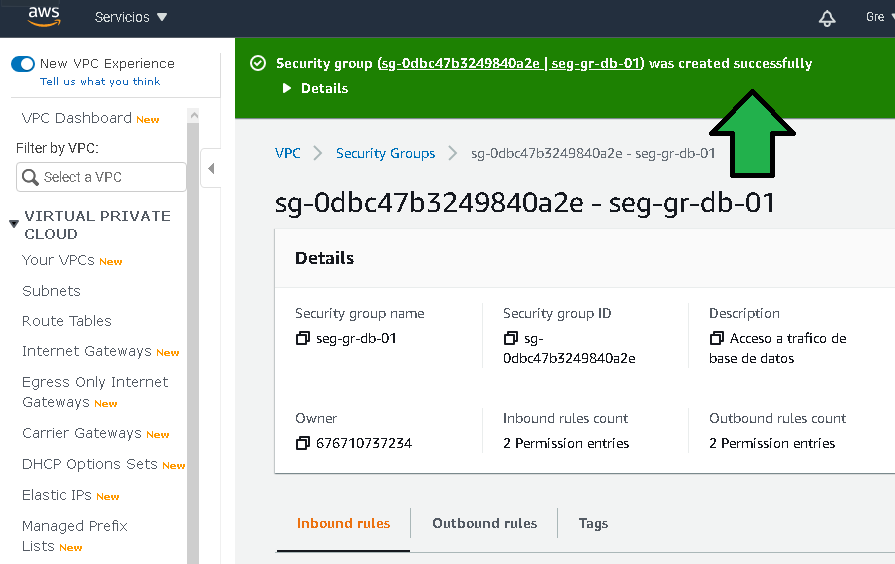 aws
Servicios
Gre
New VPC Experience
Tell us what you think
VPC Dashboard New
Filter by VPC:
Select a VPC
VIRTUAL PRIVATE
CLOUD
Your VPCs New
Subnets
Route Tables
Internet Gateways New
Egress Only Internet
Gateways New
Carrier Gateways New
DHCP Options Sets New
Elastic IPs New
Managed Prefix
Lists New
Security group (sg-0dbc47b3249840a2e | seg-gr-db-01) was created successfully
Details
VPC
Security Groups
sg-0dbc47b3249840a2e - seg-gr-db-01
sg-0dbc47b3249840a2e - seg-gr-db-01
Details
Security group name
seg-gr-db-01
Security group ID
sg-
0dbc47b3249840a2e
Description
Acceso a trafico de
base de datos
Owner
676710737234
Inbound rules count
2 Permission entries
Outbound rules count
2 Permission entries
Inbound rules
Outbound rules
Tags